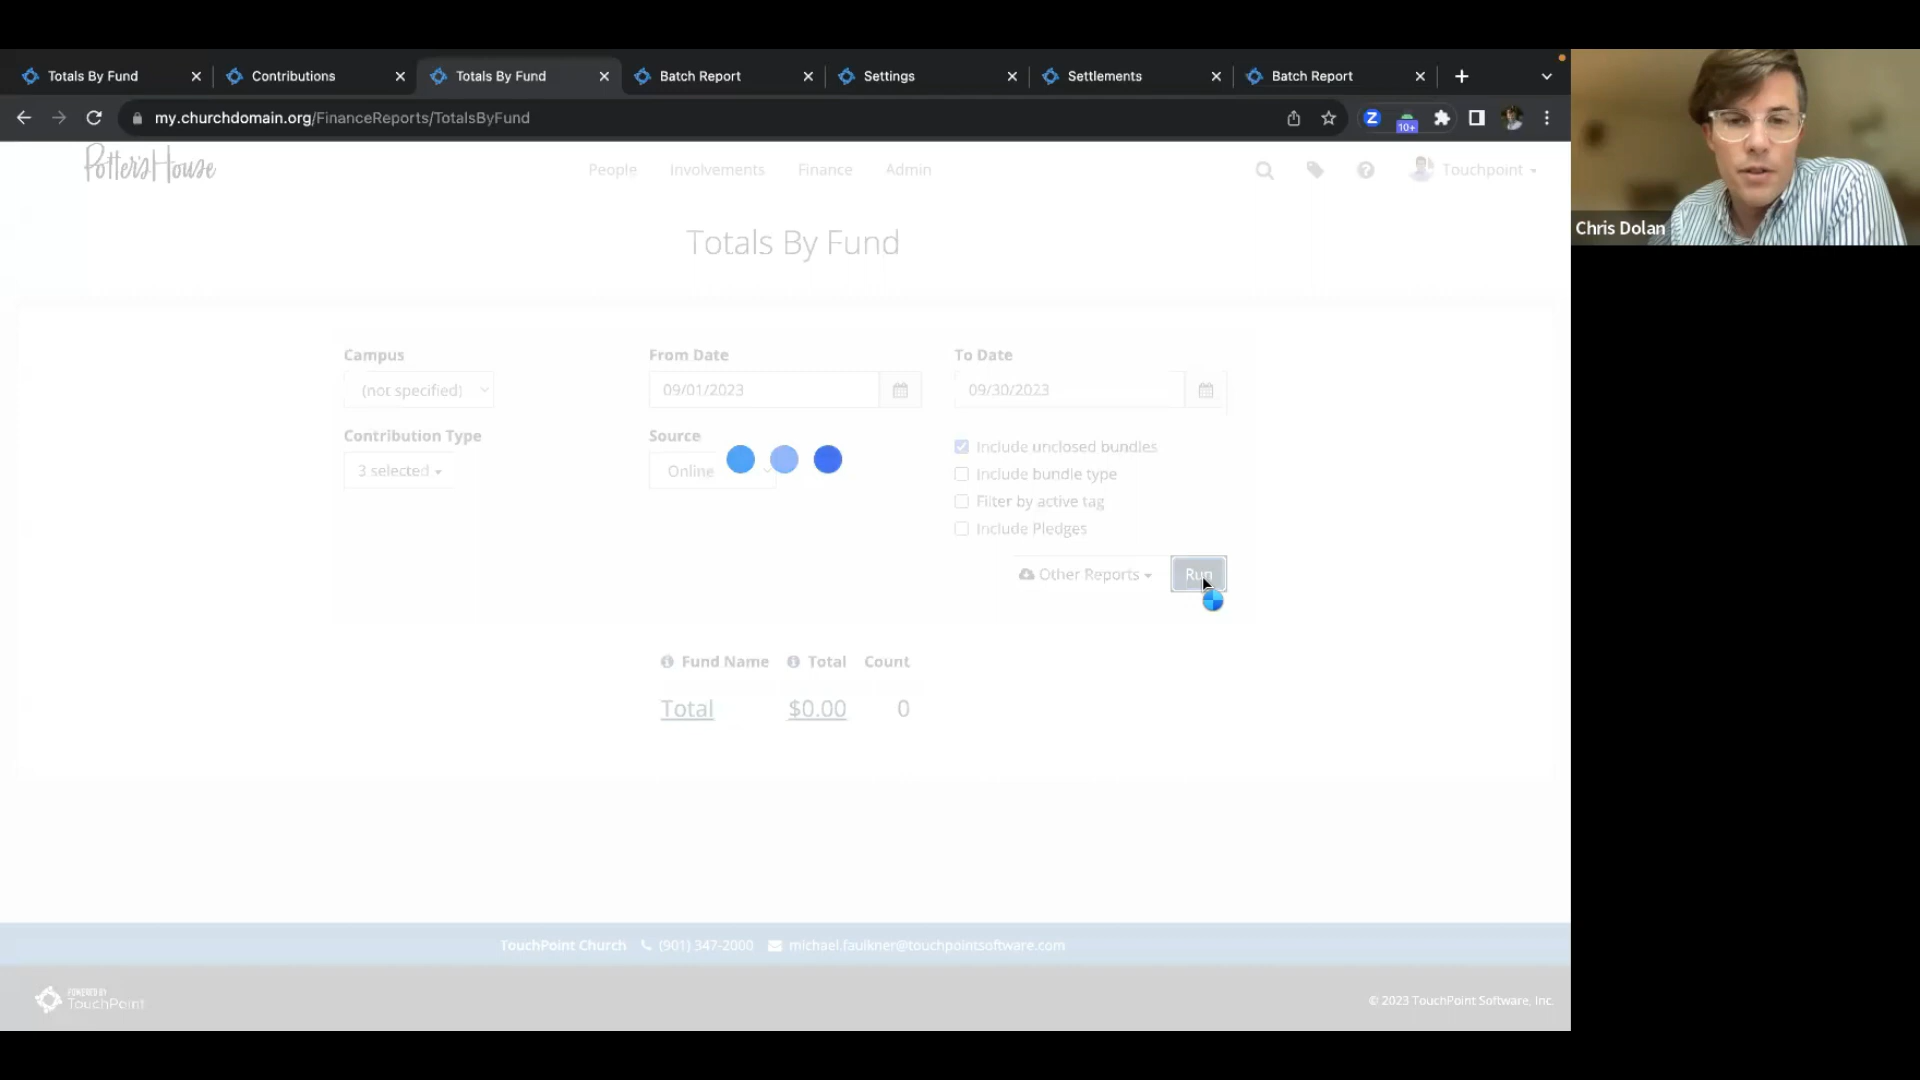 Totals By Fund
Contributions
Totals By Fund
Batch Report
Settings
Settlements
Batch Report
my.churchdomain.org/FinanceReports/TotalsByFund
Z
10+
Potter's House
People Involvements Finance Admin
Touchpoint
Chris Dolan
Totals By Fund
Campus
(not specified)
From Date
09/01/2023
To Date
09/30/2023
Contribution Type
3 selected
Source
Online
Include unclosed bundles
Include bundle type
Filter by active tag
Include Pledges
Other Reports
Run
Fund Name Total Count
Total $0.00 0
TouchPoint Church (901) 347-2000 michael.faulkner@touchpointsoftware.com
POWERED BY
TouchPoint
© 2023 TouchPoint Software, Inc.